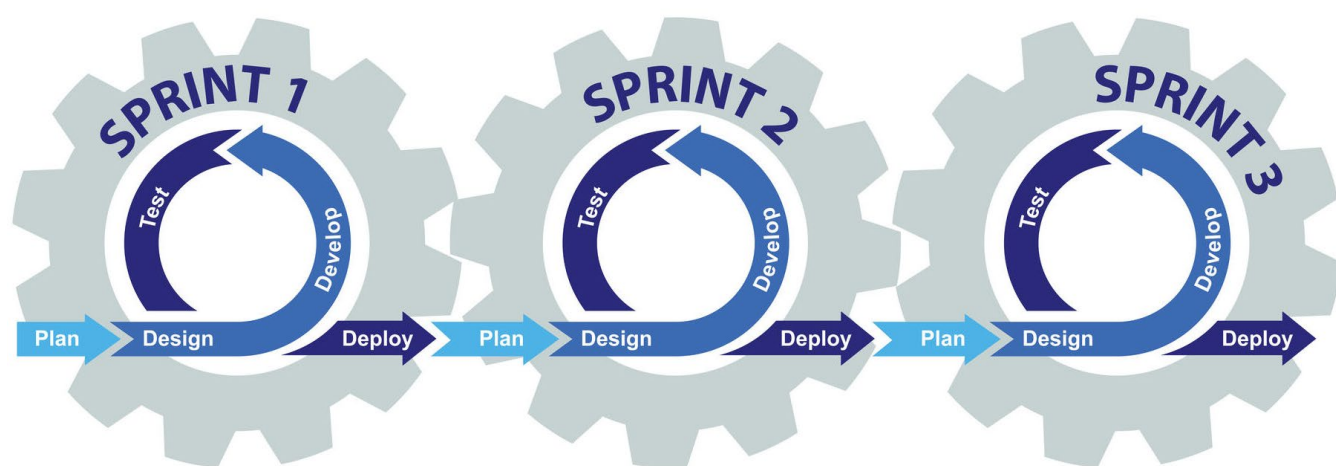 SPRINT 1
Test
Develop
Plan
Design
Deploy
SPRINT 2
Test
Develop
Plan
Design
Deploy
SPRINT 3
Test
Develop
Plan
Design
Deploy